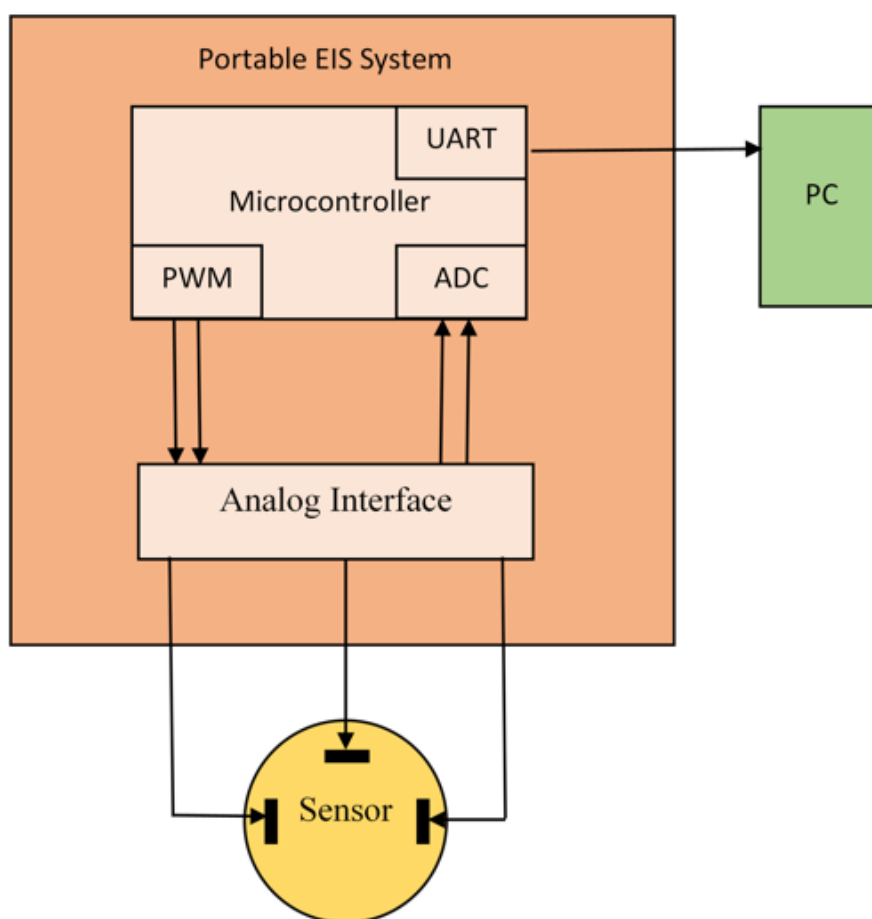 Portable EIS System
UART
Microcontroller
PC
PWM
ADC
Analog Interface
Sensor